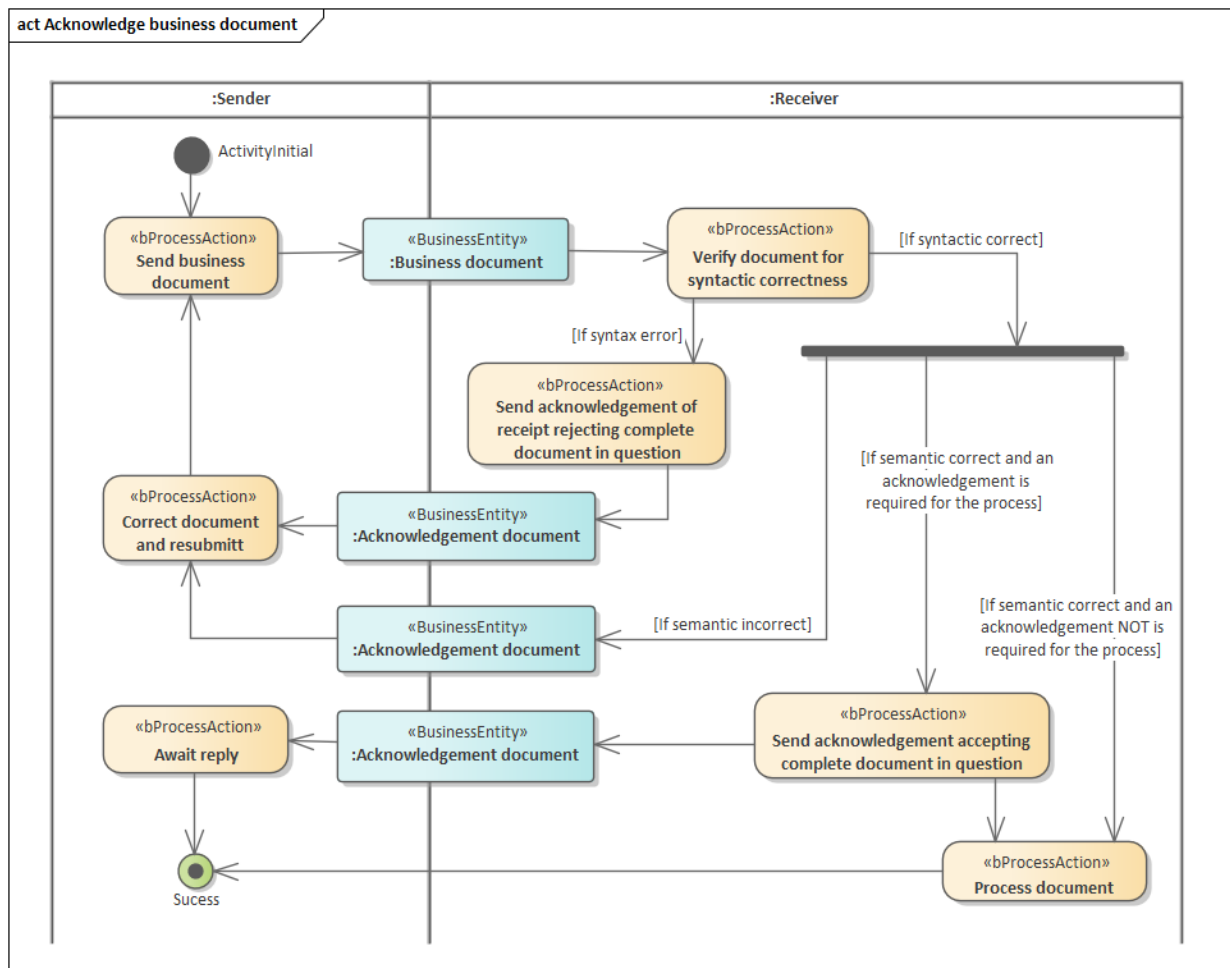 act Acknowledge business document
:Sender
:Receiver
ActivityInitial
«bProcessAction»
Send business
document
«BusinessEntity»
:Business document
«bProcessAction»
Verify document for
syntactic correctness
[If syntactic correct]
[If syntax error]
«bProcessAction»
Send acknowledgement of
receipt rejecting complete
document in question
[If semantic correct and an
acknowledgement is
required for the process]
«bProcessAction»
Correct document
and resubmitt
«BusinessEntity»
:Acknowledgement document
«BusinessEntity»
:Acknowledgement document
[If semantic incorrect]
[If semantic correct and an
acknowledgement NOT is
required for the process]
«bProcessAction»
Await reply
«BusinessEntity»
:Acknowledgement document
«bProcessAction»
Send acknowledgement accepting
complete document in question
«bProcessAction»
Process document
Sucess